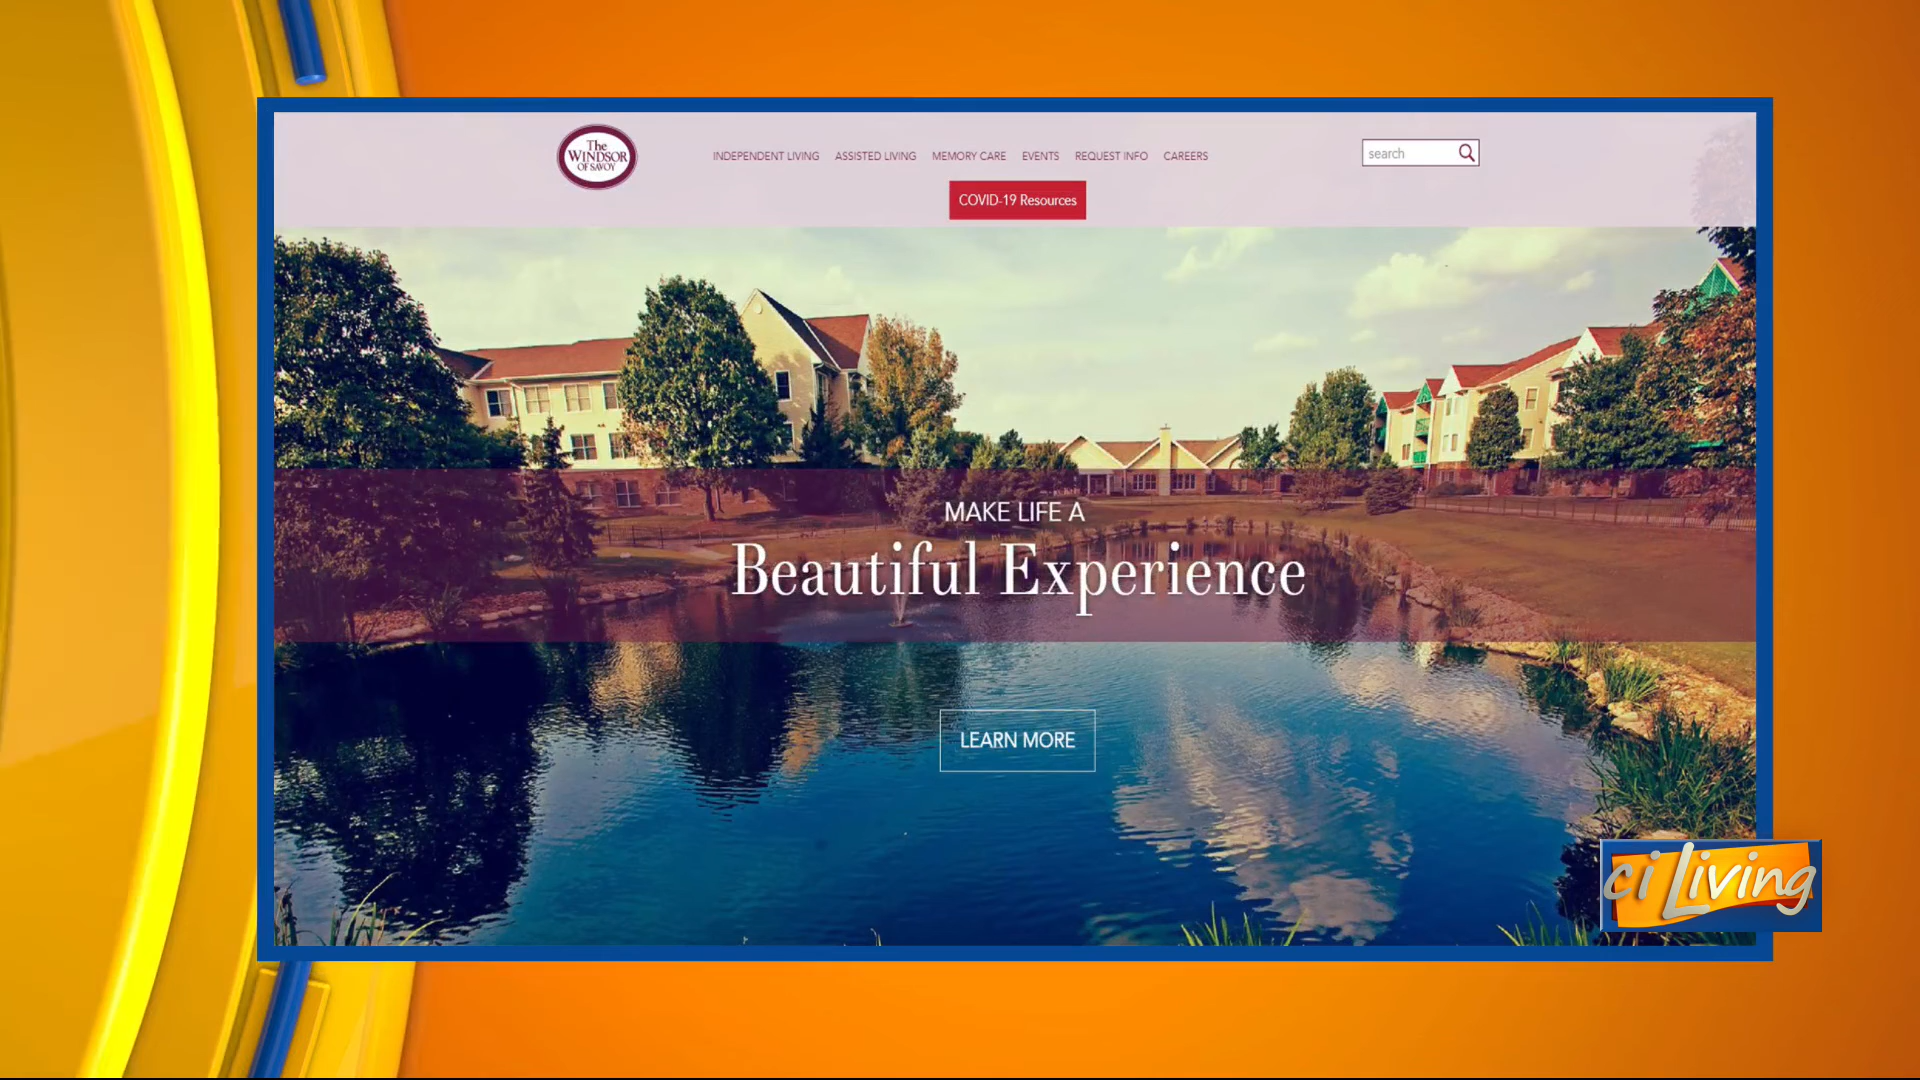 The
WINDSOR
OF SAVOY
INDEPENDENT LIVING ASSISTED LIVING MEMORY CARE EVENTS REQUEST INFO CAREERS
search
COVID-19 Resources
MAKE LIFE A
Beautiful Experience
LEARN MORE
ci Living